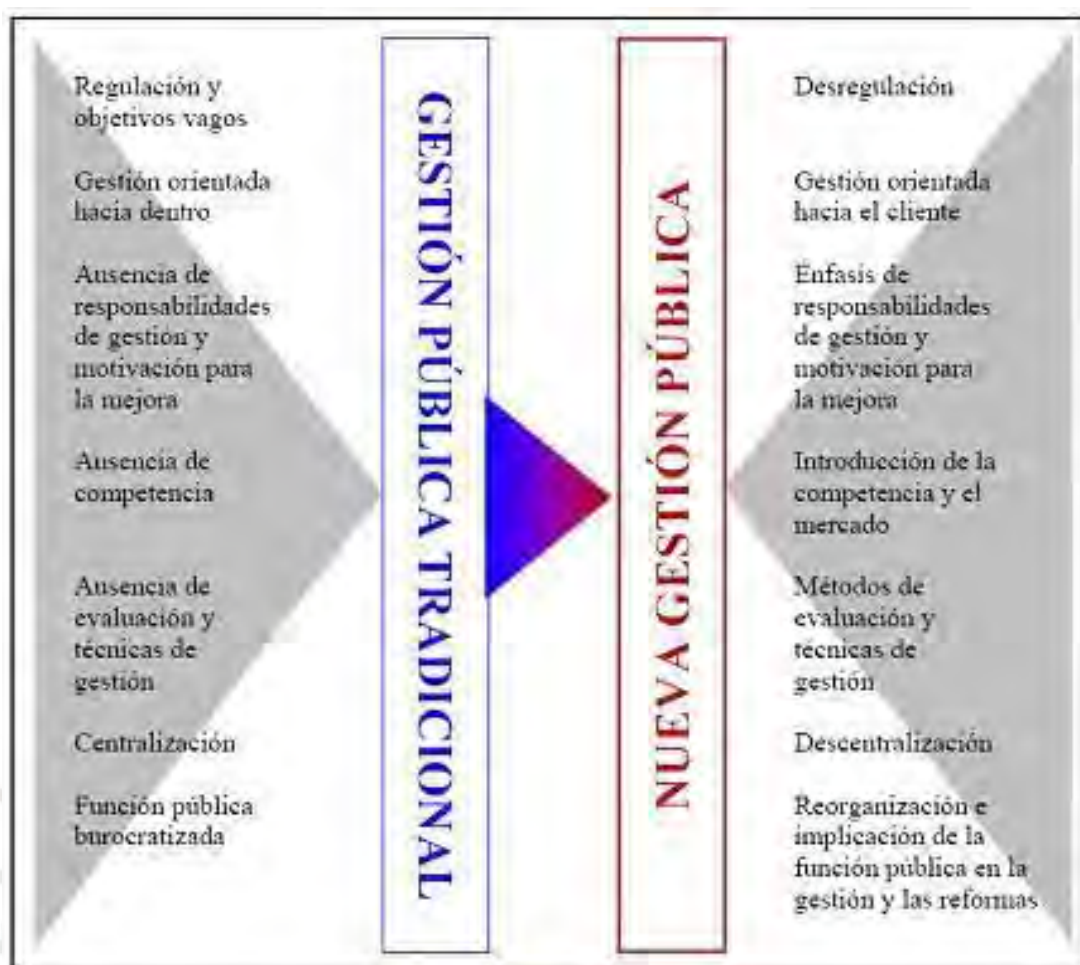 Regulación y
objetivos vagos
Gestión orientada
hacia dentro
Ausencia de
responsabilidades
de gestión y
motivación para
la mejora
Ausencia de
competencia
Ausencia de
evaluación y
técnicas de
gestión
Centralización
Función pública
burocratizada
GESTIÓN PÚBLICA TRADICIONAL
NUEVA GESTIÓN PÚBLICA
Desregulación
Gestión orientada
hacia el cliente
Enfasis de
responsabilidades
de gestión y
motivación para
la mejora
Introducción de la
competencia y el
mercado
Métodos de
evaluación y
técnicas de
gestión
Descentralización
Reorganización e
implicación de la
función pública en la
gestión y las reformas